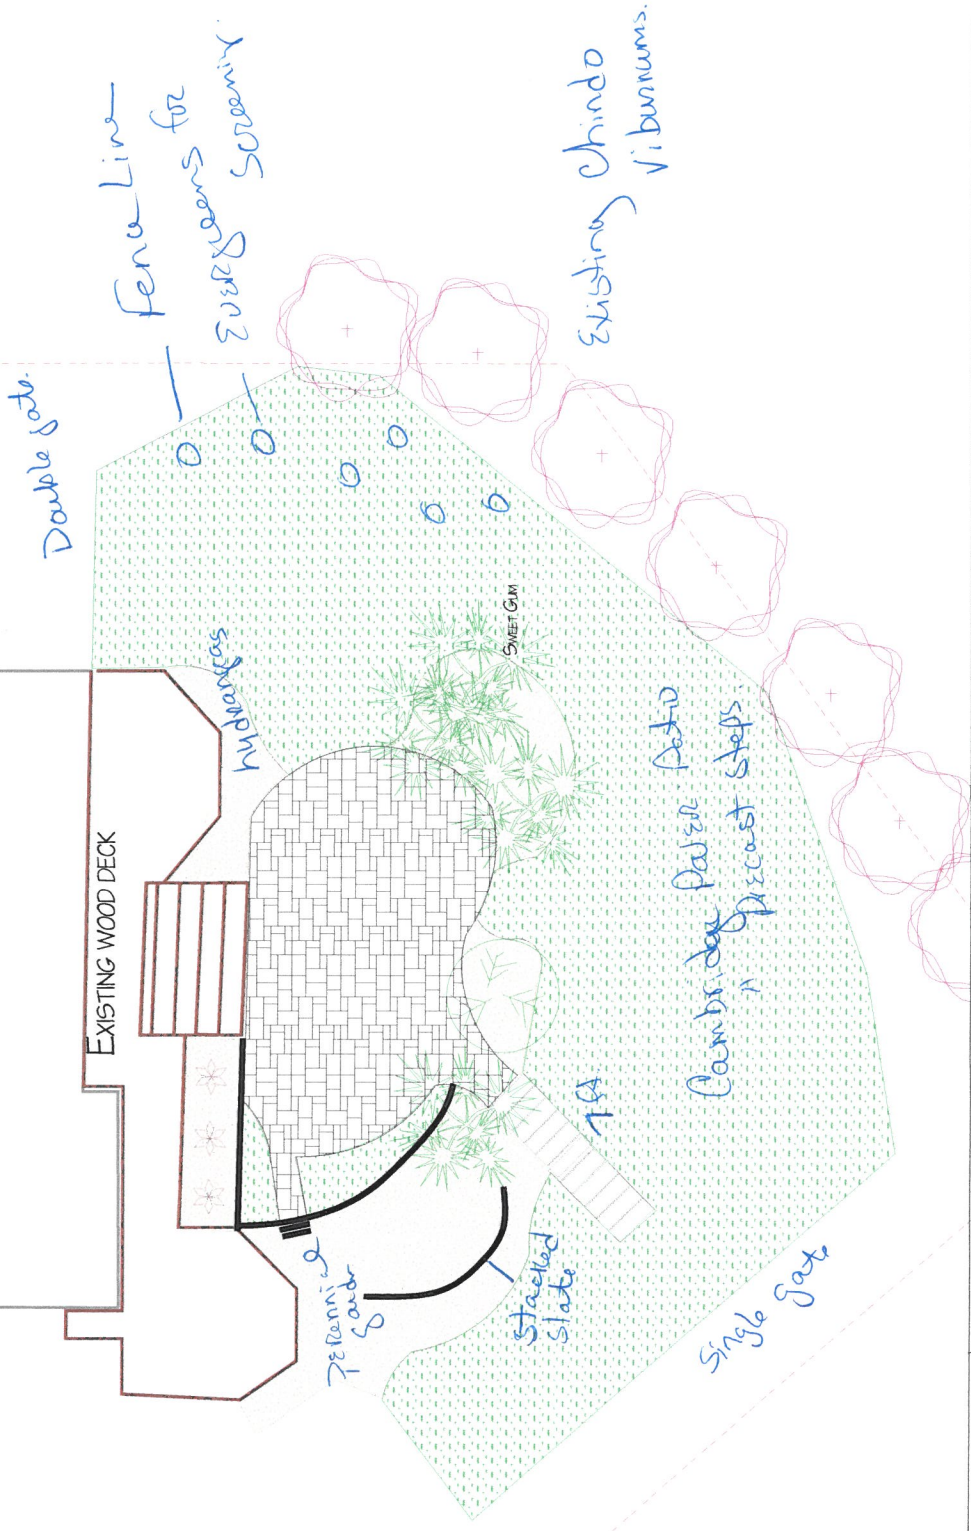 Double gate.
Fence Line
Evergreens for
screening.
Existing Chindo
Viburnums.
hydrangeas
SWEET GUM
EXISTING WOOD DECK
Cambridge Paver Patio
" precast steps.
Perennial
Stacked
slate
Single gate